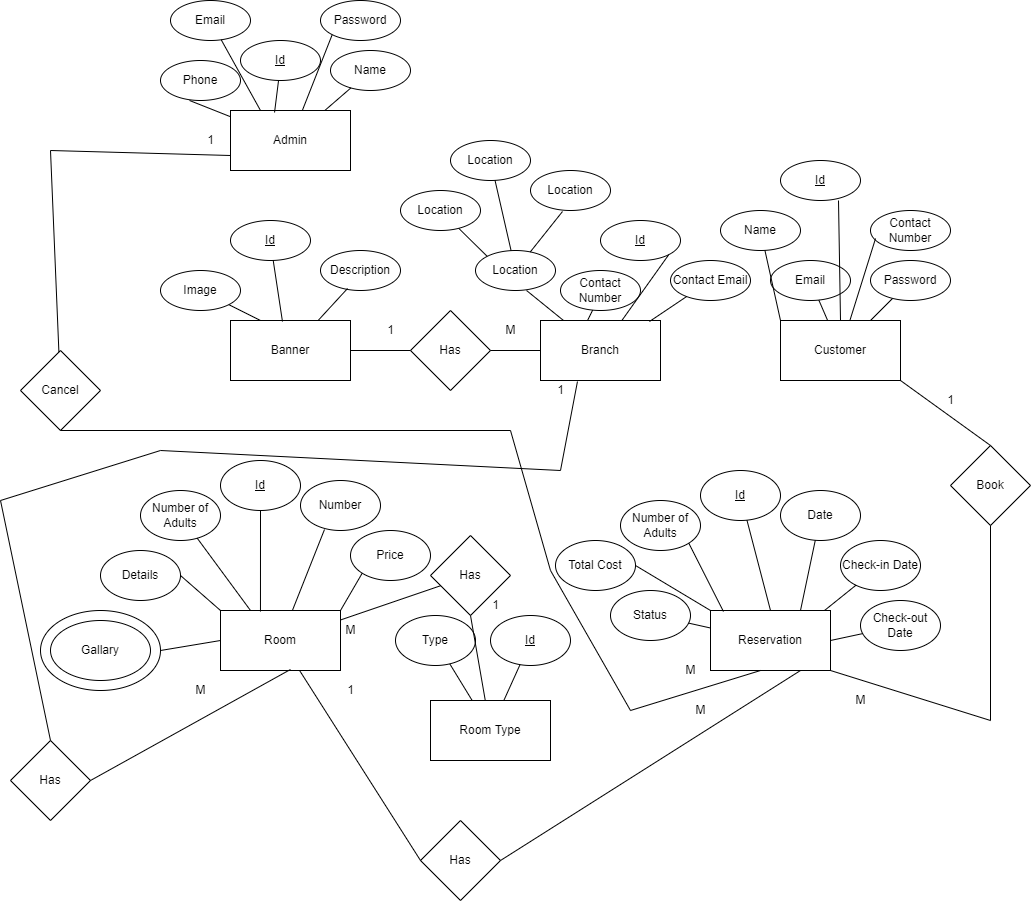 Email
Password
Id
Name
Phone
Admin
1
Location
Location
Location
Location
Id
Contact
Number
Contact Email
Id
Name
Contact
Number
Email
Password
Id
Description
Image
Banner
1
Has
M
Branch
Customer
1
1
Cancel
Book
Id
Number of
Adults
Number
Details
Price
Has
Gallary
Room
M
1
Type
Id
M
1
Room Type
Id
Number of
Adults
Date
Total Cost
Check-in Date
Status
Reservation
Check-out
Date
M
M
M
Has
Has